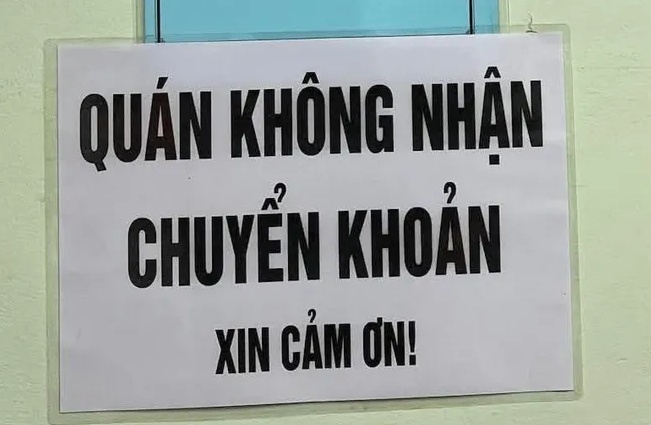 QUÁN KHÔNG NHẬN
CHUYỂN KHOẢN
XIN CẢM ƠN!